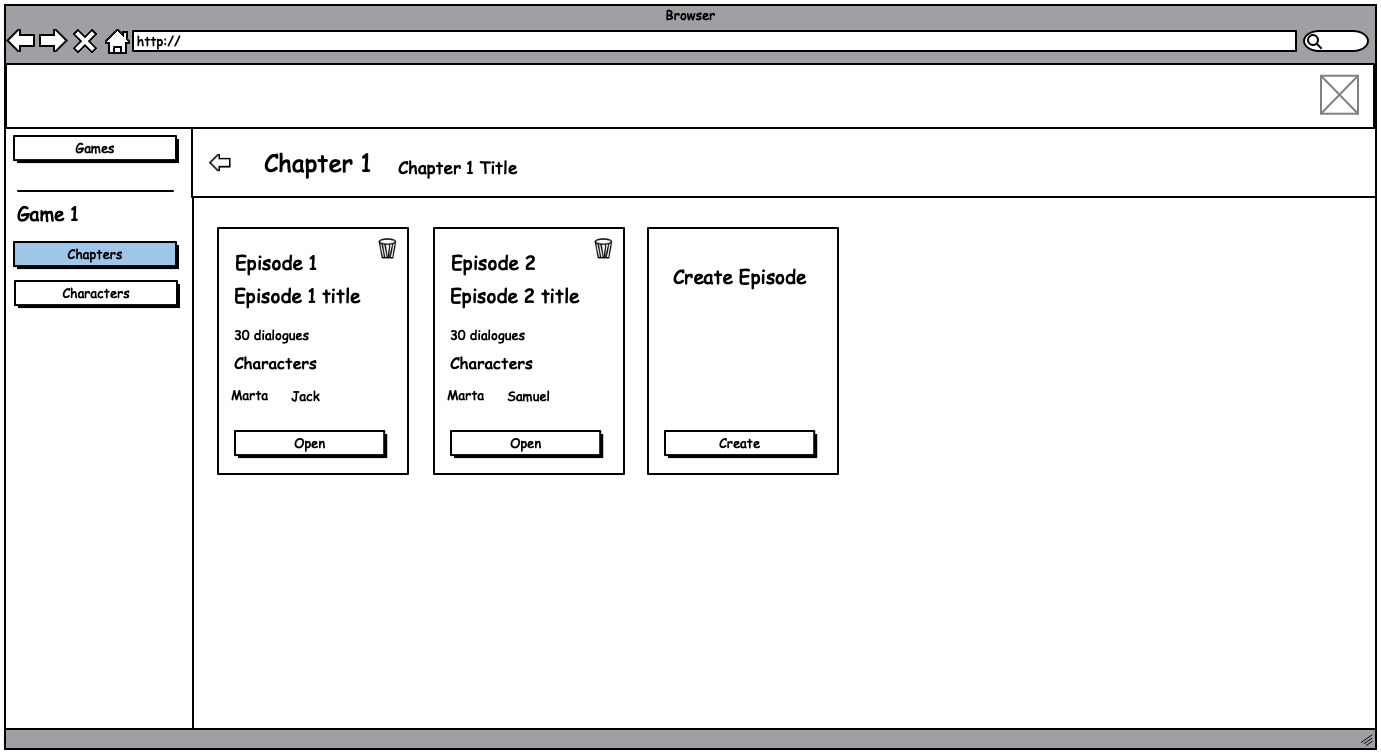 Browser
http://
Games
Game 1
Chapters
Characters
Chapter 1 Chapter 1 Title
Episode 1
Episode 1 title
30 dialogues
Characters
Marta Jack
Open
Episode 2
Episode 2 title
30 dialogues
Characters
Marta Samuel
Open
Create Episode
Create